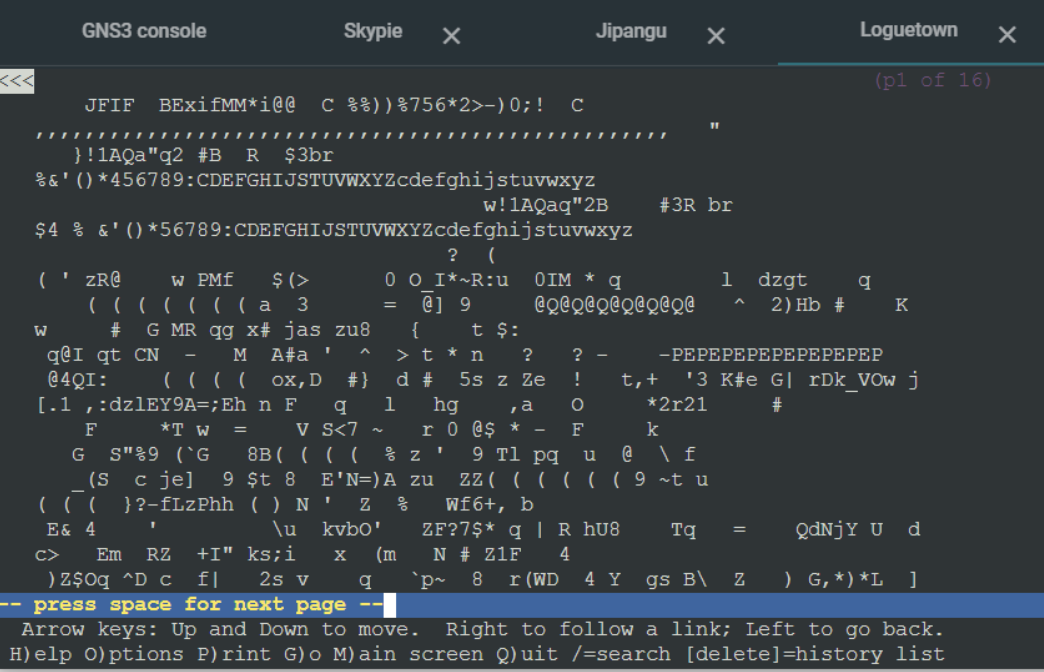 GNS3 console Skypie × Jipangu × Loguetown ×
<<< (p1 of 16)
JFIF BExifMM*i@@ C %%))%756*2>-)0;! C
,,,,,,,,,,,,,,,,,,,,,,,,,,,,,,,,,,,,,,,,,,,,,,,,,,, "
}!1AQa"q2 #B R $3br
%&'()*456789:CDEFGHIJSTUVWXYZcdefghijstuvwxyz
w!1AQaq"2B #3R br
$4 % &'()*56789:CDEFGHIJSTUVWXYZcdefghijstuvwxyz
? (
( ' zR@ w PMf $(> 0 O_I*~R:u 0IM * q l dzgt q
( ( ( ( ( ( ( a 3 = @] 9 @Q@Q@Q@Q@Q@Q@ ^ 2)Hb # K
w # G MR qg x# jas zu8 { t $:
q@I qt CN - M A#a ' ^ > t * n ? ? - -PEPEPEPEPEPEPEPEP
@4QI: ( ( ( ( ox,D #} d # 5s z Ze ! t,+ '3 K#e G| rDk_VOw j
[.1 ,:dzlEY9A=;Eh n F q l hg ,a O *2r21 #
F *T w = V S<7 ~ r 0 @$ * - F k
G S"%9 (`G 8B( ( ( ( % z ' 9 Tl pq u @ \ f
_(S c je] 9 $t 8 E'N=)A zu ZZ( ( ( ( ( ( 9 ~t u
( ( ( }?-fLzPhh ( ) N ' Z % Wf6+, b
E& 4 ' \u kvbO' ZF?7$* q | R hU8 Tq = QdNjY U d
c> Em RZ +I" ks;i x (m N # Z1F 4
)Z$Oq ^D c f| 2s v q `p~ 8 r(WD 4 Y gs B\ Z ) G,*)*L ]
-- press space for next page --
Arrow keys: Up and Down to move. Right to follow a link; Left to go back.
H)elp O)ptions P)rint G)o M)ain screen Q)uit /=search [delete]=history list